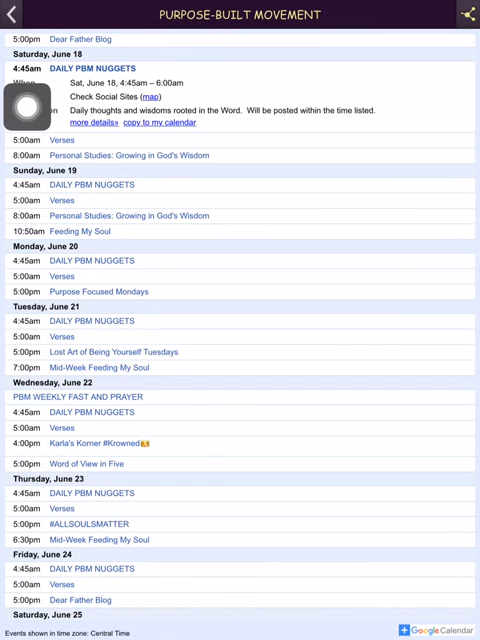 PURPOSE-BUILT MOVEMENT
5:00pm Dear Father Blog
Saturday, June 18
4:45am DAILY PBM NUGGETS
When Sat, June 18, 4:45am – 6:00am
Check Social Sites (map)
Daily thoughts and wisdoms rooted in the Word. Will be posted within the time listed.
more details» copy to my calendar
5:00am Verses
8:00am Personal Studies: Growing in God's Wisdom
Sunday, June 19
4:45am DAILY PBM NUGGETS
5:00am Verses
8:00am Personal Studies: Growing in God's Wisdom
10:50am Feeding My Soul
Monday, June 20
4:45am DAILY PBM NUGGETS
5:00am Verses
5:00pm Purpose Focused Mondays
Tuesday, June 21
4:45am DAILY PBM NUGGETS
5:00am Verses
5:00pm Lost Art of Being Yourself Tuesdays
7:00pm Mid-Week Feeding My Soul
Wednesday, June 22
PBM WEEKLY FAST AND PRAYER
4:45am DAILY PBM NUGGETS
5:00am Verses
4:00pm Karla's Korner #Krowned
5:00pm Word of View in Five
Thursday, June 23
4:45am DAILY PBM NUGGETS
5:00am Verses
5:00pm #ALLSOULSMATTER
6:30pm Mid-Week Feeding My Soul
Friday, June 24
4:45am DAILY PBM NUGGETS
5:00am Verses
5:00pm Dear Father Blog
Saturday, June 25
Events shown in time zone: Central Time
Google Calendar